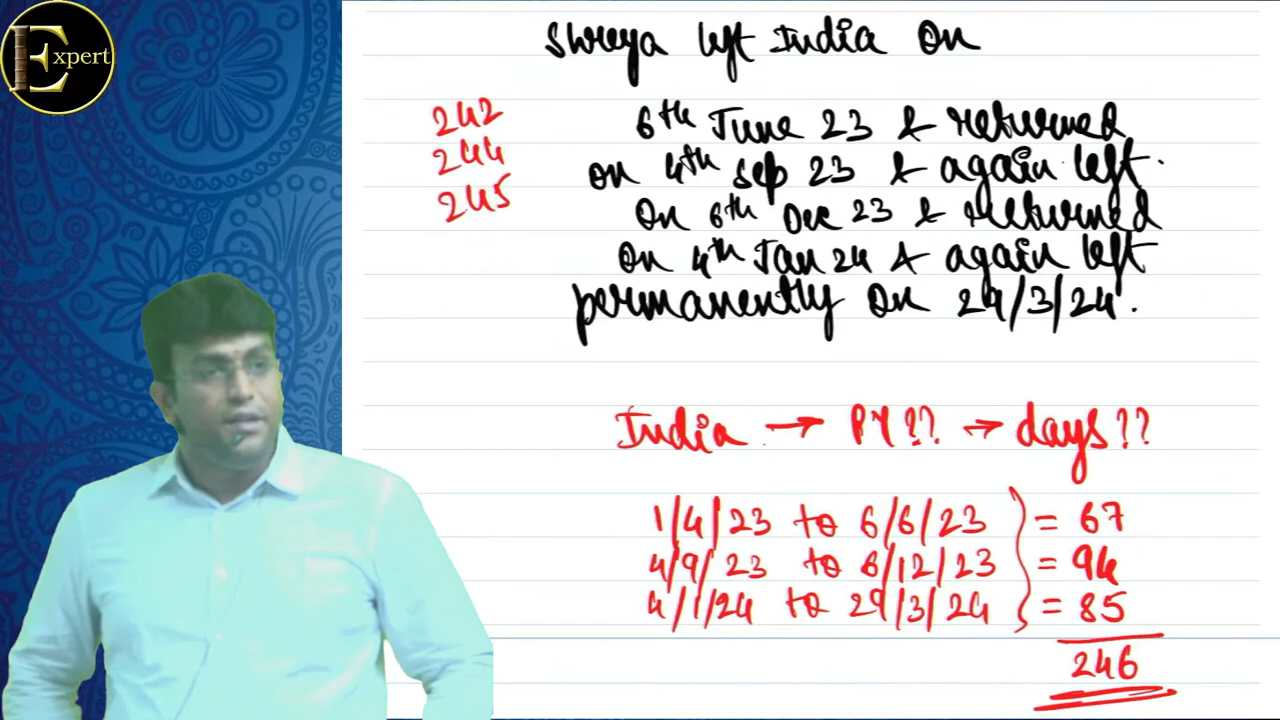 Expert
Shreya left India on
242
6th June 23 & returned
244
on 4th sep 23 & again left.
245
On 6th Dec 23 & returned
on 4th Jan 24 & again left
permanently on 29/3/24.
India → PY?? → days??
1/4/23 to 6/6/23 } = 67
4/9/23 to 6/12/23 = 94
4/1/24 to 29/3/24 = 85
246